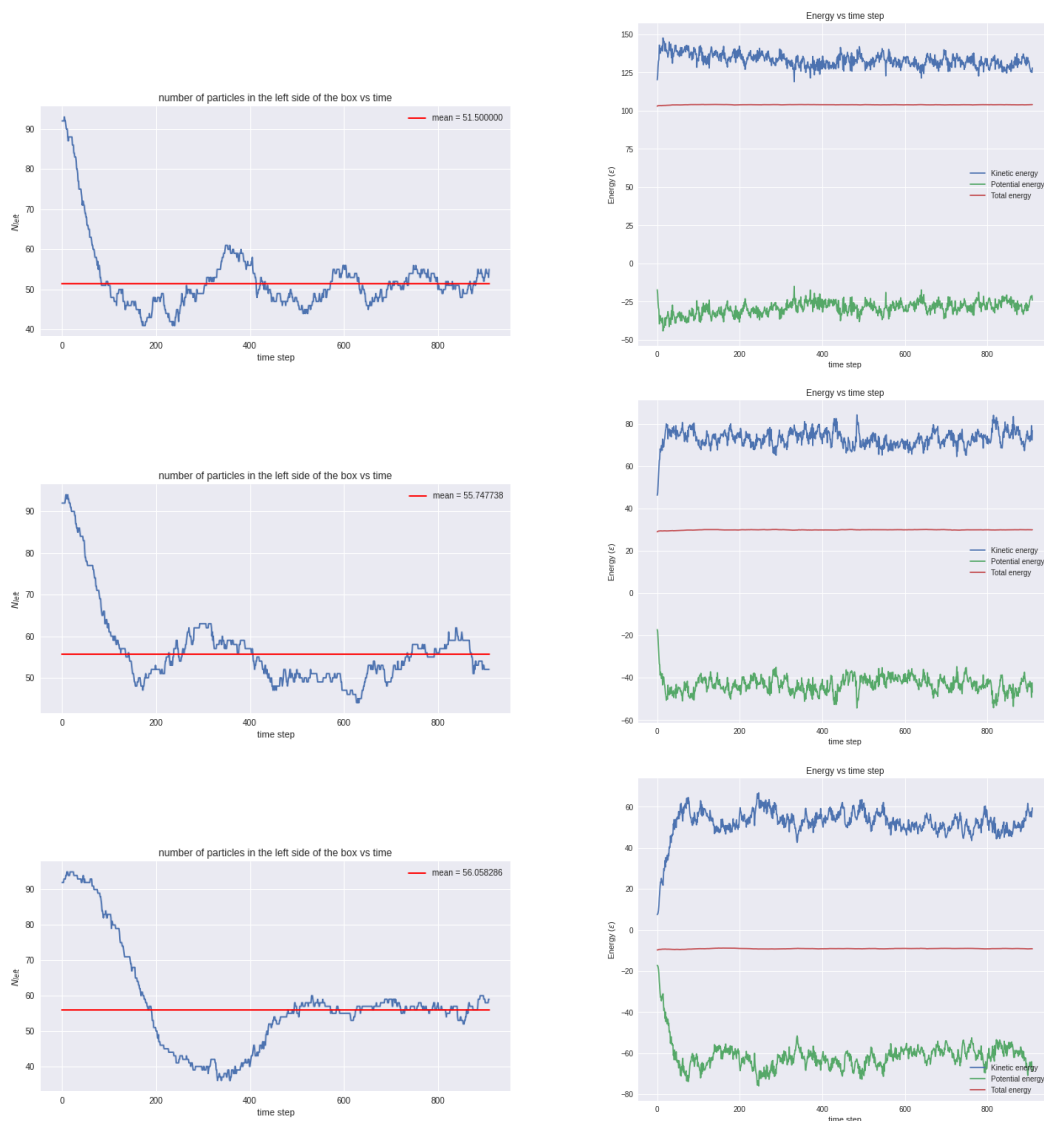 Energy vs time step
150
125
100
75
50
25
0
−25
−50
Energy (ε)
0 200 400 600 800
time step
Kinetic energy
Potential energy
Total energy
number of particles in the left side of the box vs time
mean = 51.500000
90
80
70
60
50
40
Nleft
0 200 400 600 800
time step
Energy vs time step
80
60
40
20
0
−20
−40
−60
Energy (ε)
0 200 400 600 800
time step
Kinetic energy
Potential energy
Total energy
number of particles in the left side of the box vs time
mean = 55.747738
90
80
70
60
50
Nleft
0 200 400 600 800
time step
Energy vs time step
60
40
20
0
−20
−40
−60
−80
Energy (ε)
0 200 400 600 800
time step
Kinetic energy
Potential energy
Total energy
number of particles in the left side of the box vs time
mean = 56.058286
90
80
70
60
50
40
Nleft
0 200 400 600 800
time step